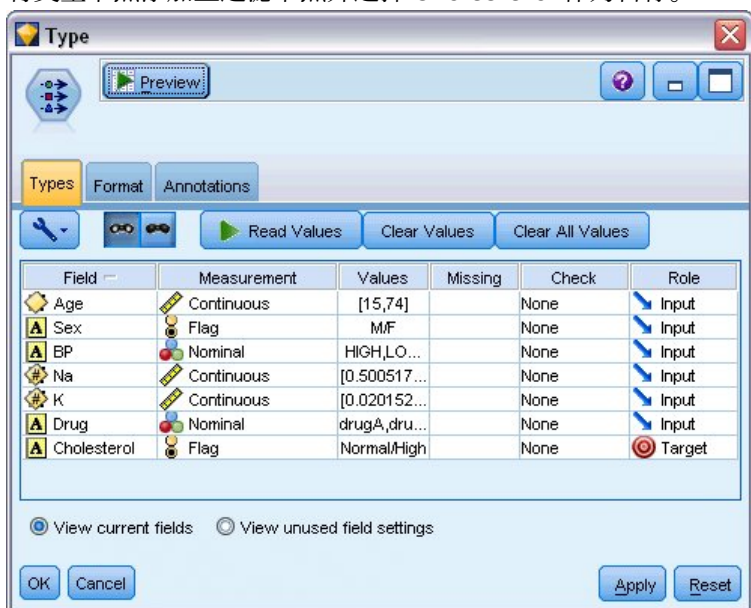 Type
Preview
Types Format Annotations
Read Values Clear Values Clear All Values
Field Measurement Values Missing Check Role
Age Continuous [15,74] None Input
A Sex Flag M/F None Input
A BP Nominal HIGH,LO... None Input
# Na Continuous [0.500517... None Input
# K Continuous [0.020152... None Input
A Drug Nominal drugA,dru... None Input
A Cholesterol Flag Normal/High None Target
View current fields View unused field settings
OK Cancel Apply Reset